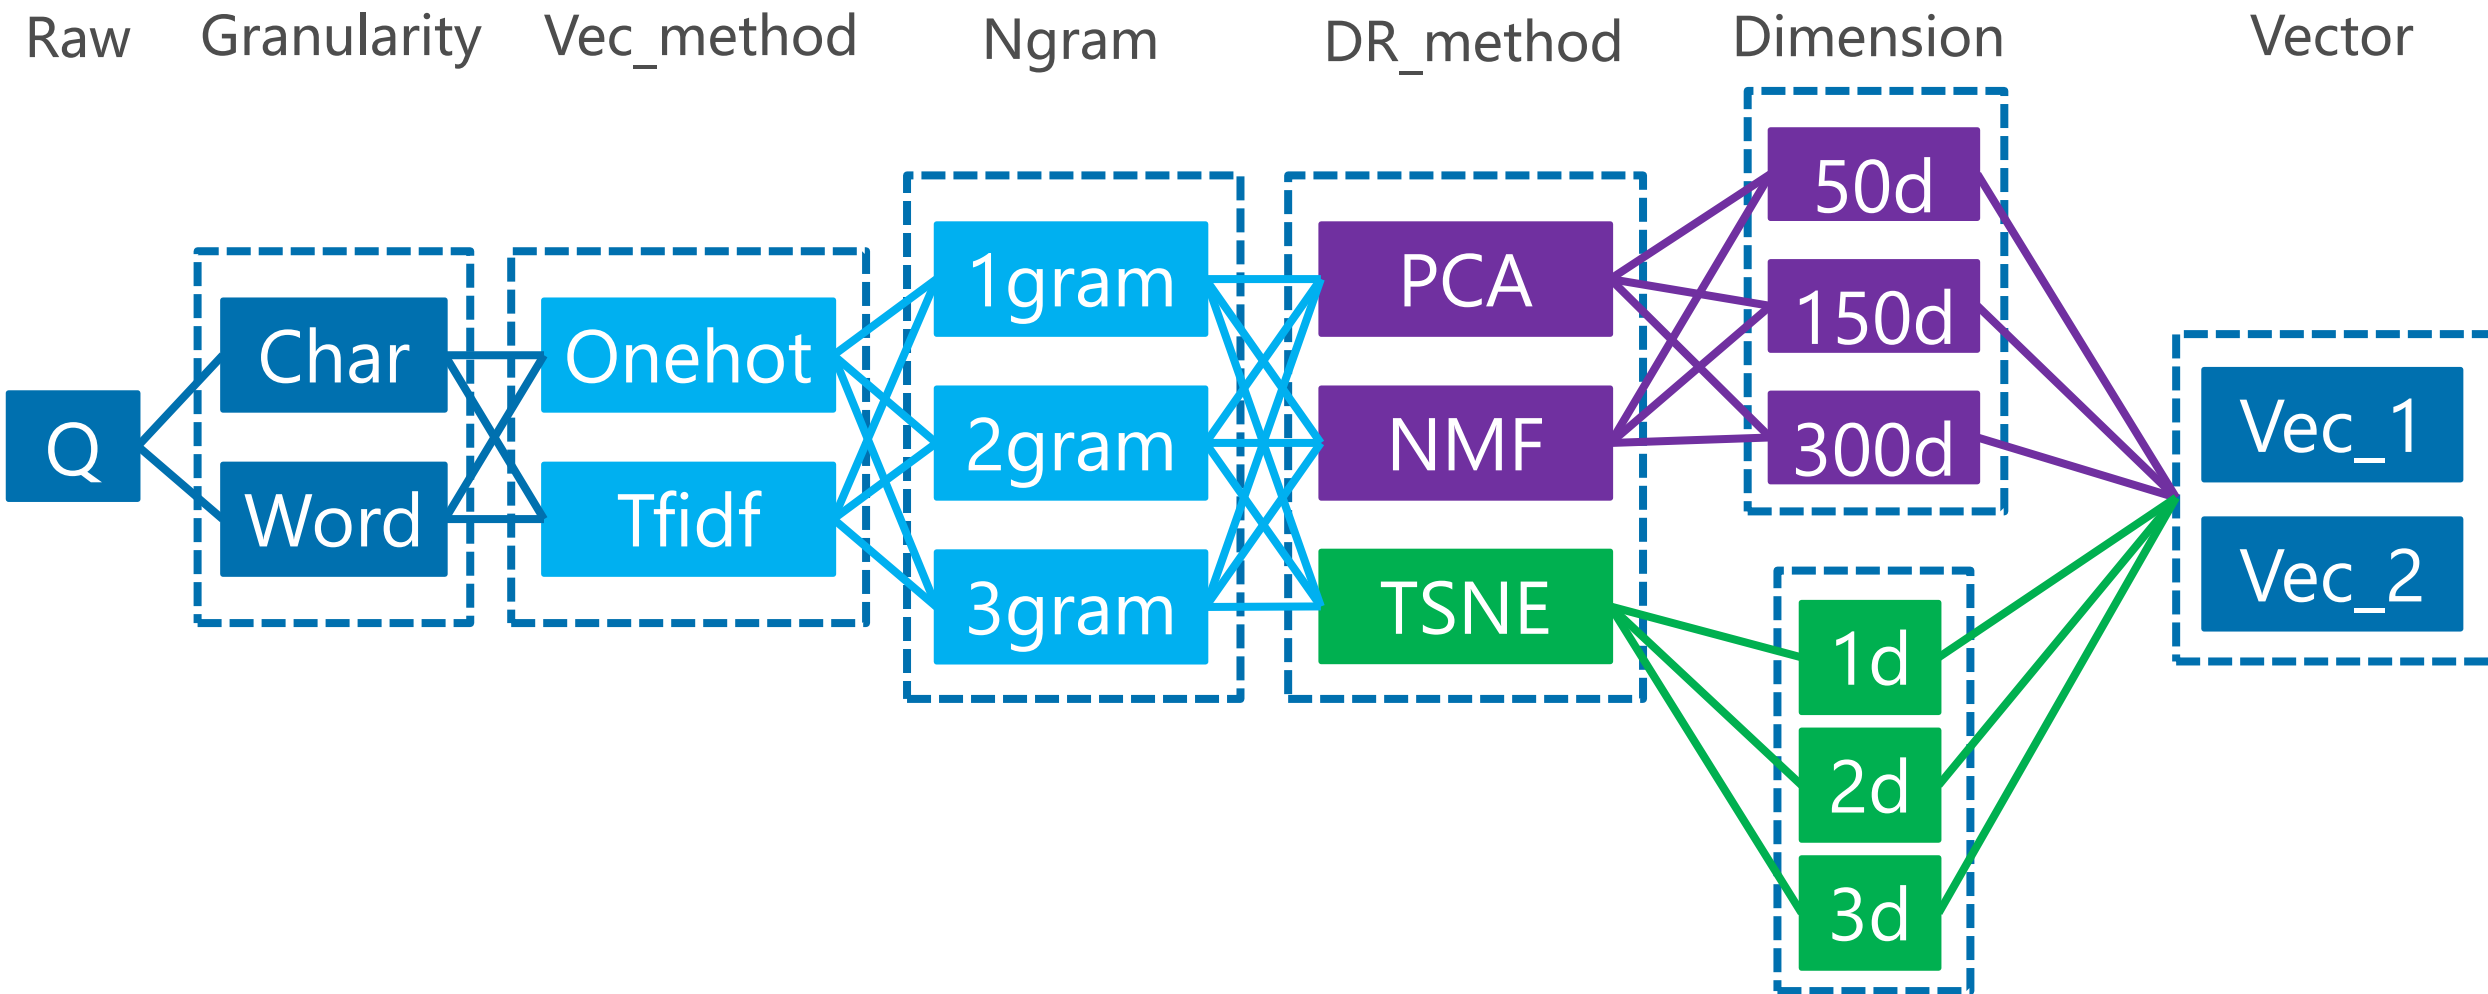 Raw
Granularity
Vec_method
Ngram
DR_method
Dimension
Vector
Q
Char
Word
Onehot
Tfidf
1gram
2gram
3gram
PCA
NMF
TSNE
50d
150d
300d
1d
2d
3d
Vec_1
Vec_2